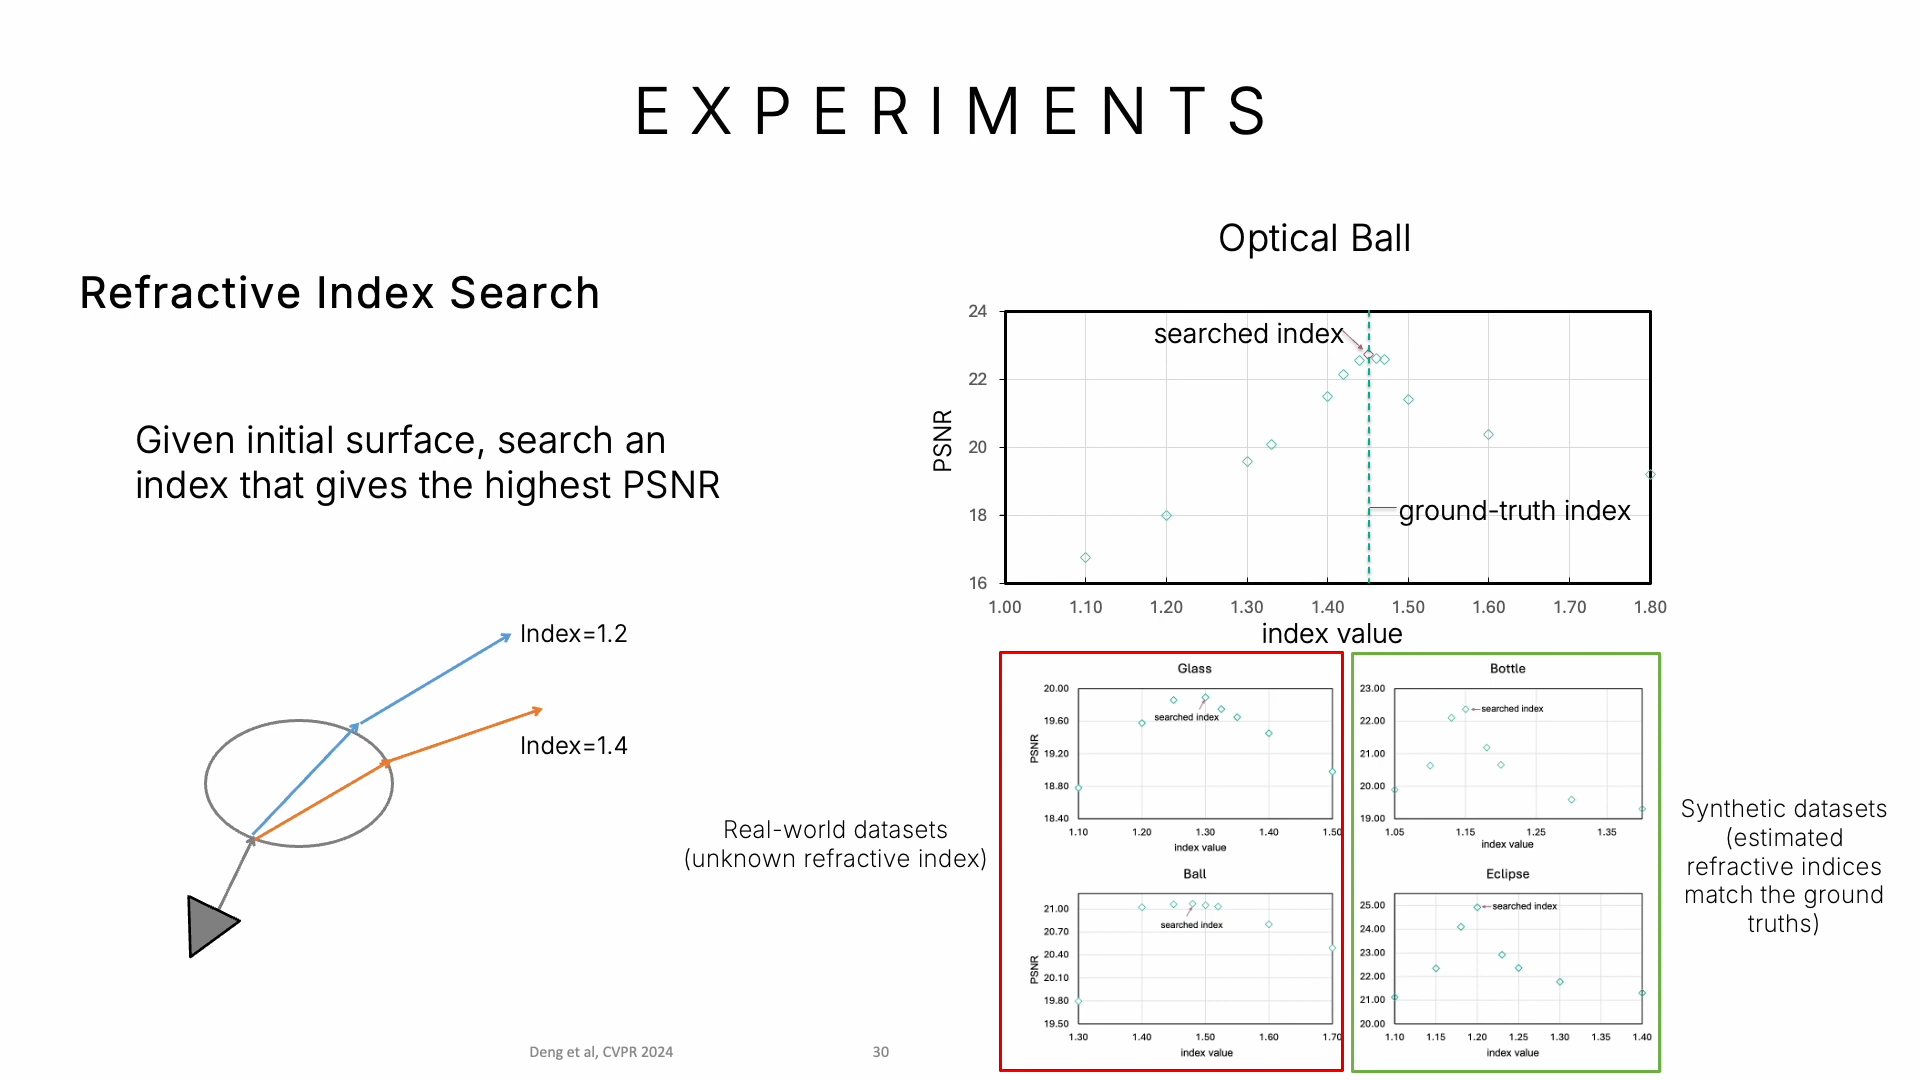 EXPERIMENTS
Refractive Index Search
Given initial surface, search an
index that gives the highest PSNR
Index=1.2
Index=1.4
Optical Ball
24
22
20
18
16
PSNR
searched index
ground-truth index
1.00 1.10 1.20 1.30 1.40 1.50 1.60 1.70 1.80
index value
Real-world datasets
(unknown refractive index)
Glass
20.00
19.60
19.20
18.80
18.40
PSNR
searched index
1.10 1.20 1.30 1.40 1.50
index value
Ball
21.00
20.70
20.40
20.10
19.80
19.50
PSNR
searched index
1.30 1.40 1.50 1.60 1.70
index value
Bottle
23.00
22.00
21.00
20.00
19.00
searched index
1.05 1.15 1.25 1.35
index value
Eclipse
25.00
24.00
23.00
22.00
21.00
20.00
searched index
1.10 1.15 1.20 1.25 1.30 1.35 1.40
index value
Synthetic datasets
(estimated
refractive indices
match the ground
truths)
Deng et al, CVPR 2024
30